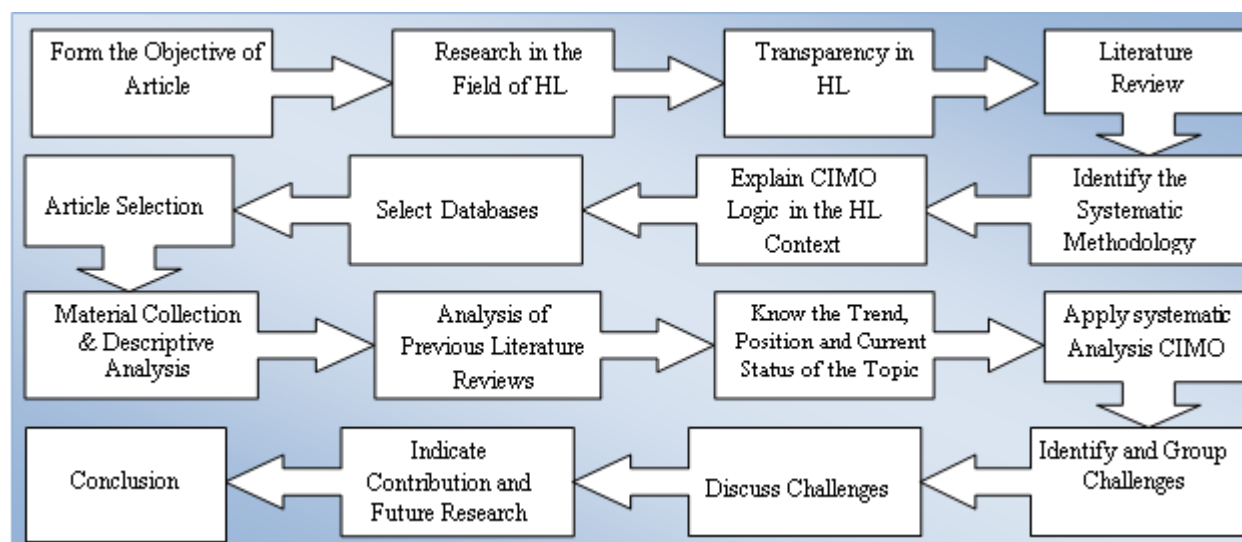 Form the Objective of
Article
Research in the
Field of HL
Transparency in
HL
Literature
Review
Identify the
Systematic
Methodology
Explain CIMO
Logic in the HL
Context
Select Databases
Article Selection
Material Collection
& Descriptive
Analysis
Analysis of
Previous Literature
Reviews
Know the Trend,
Position and Current
Status of the Topic
Apply systematic
Analysis CIMO
Identify and Group
Challenges
Discuss Challenges
Indicate
Contribution and
Future Research
Conclusion